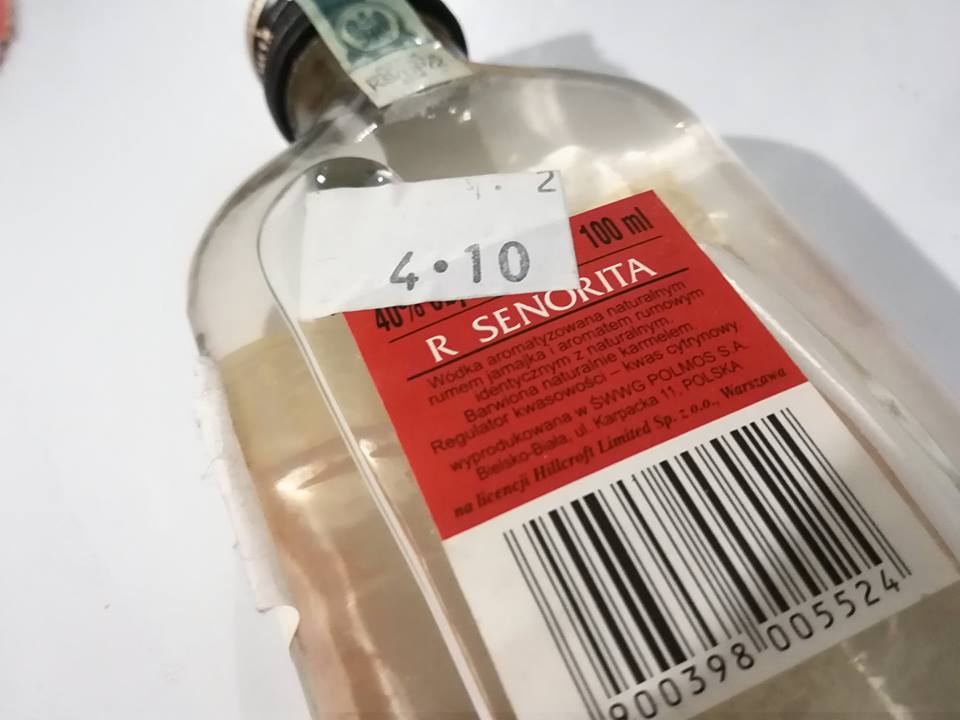 . 2
4•10
100 ml
40%
R SENORITA
Wódka aromatyzowana naturalnym
rumem jamajka i aromatem rumowym
identycznym z naturalnym.
Barwiona naturalnie karmelem.
Regulator kwasowości – kwas cytrynowy.
wyprodukowana w ŚWWG POLMOS S.A.
Bielsko-Biała, ul. Karpacka 11, POLSKA
na licencji Hillcroft Limited Sp. z o.o., Warszawa
900398 005524